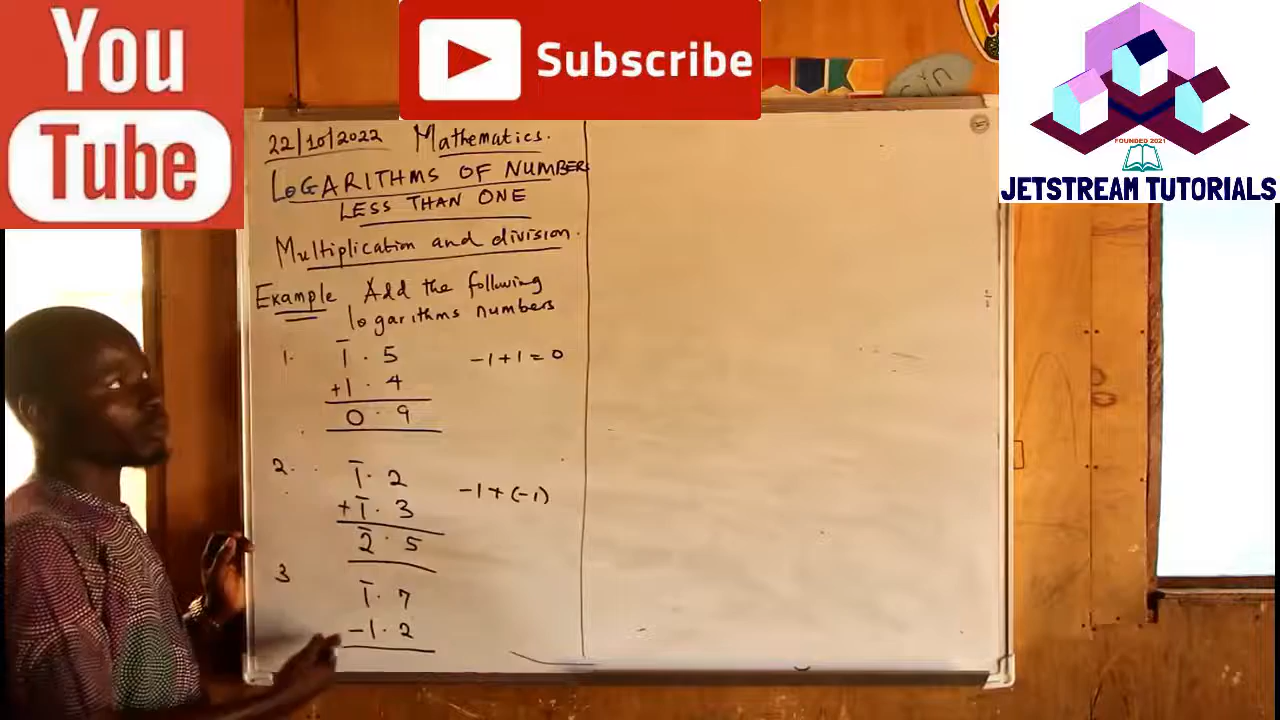 You
Tube
Subscribe
FOUNDED 2021
JETSTREAM TUTORIALS
22/10/2022 Mathematics.
LOGARITHMS OF NUMBERS
LESS THAN ONE
Multiplication and division.
Example Add the following
logarithms numbers
1. 1̅ . 5 -1+1=0
+1 . 4
0 . 9
2. 1̅ . 2 -1+(-1)
+1̅ . 3
2̅ . 5
3 1̅ . 7
-1 . 2